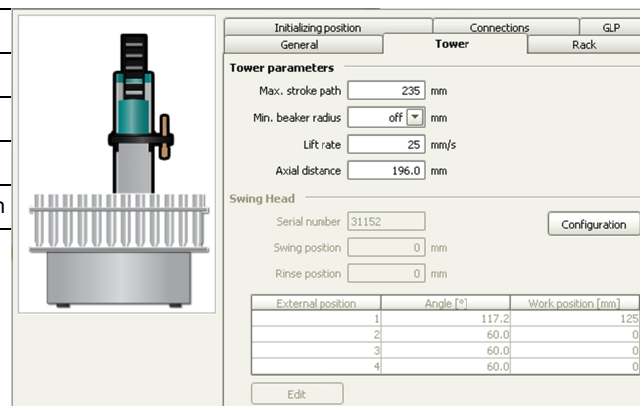 Initializing position Connections GLP
General Tower Rack
Tower parameters
Max. stroke path 235 mm
Min. beaker radius off mm
Lift rate 25 mm/s
Axial distance 196.0 mm
n
Swing Head
Serial number 31152
Configuration
Swing position 0 mm
Rinse position 0 mm
External position Angle [°] Work position [mm]
1 117.2 125
2 60.0 0
3 60.0 0
4 60.0 0
Edit